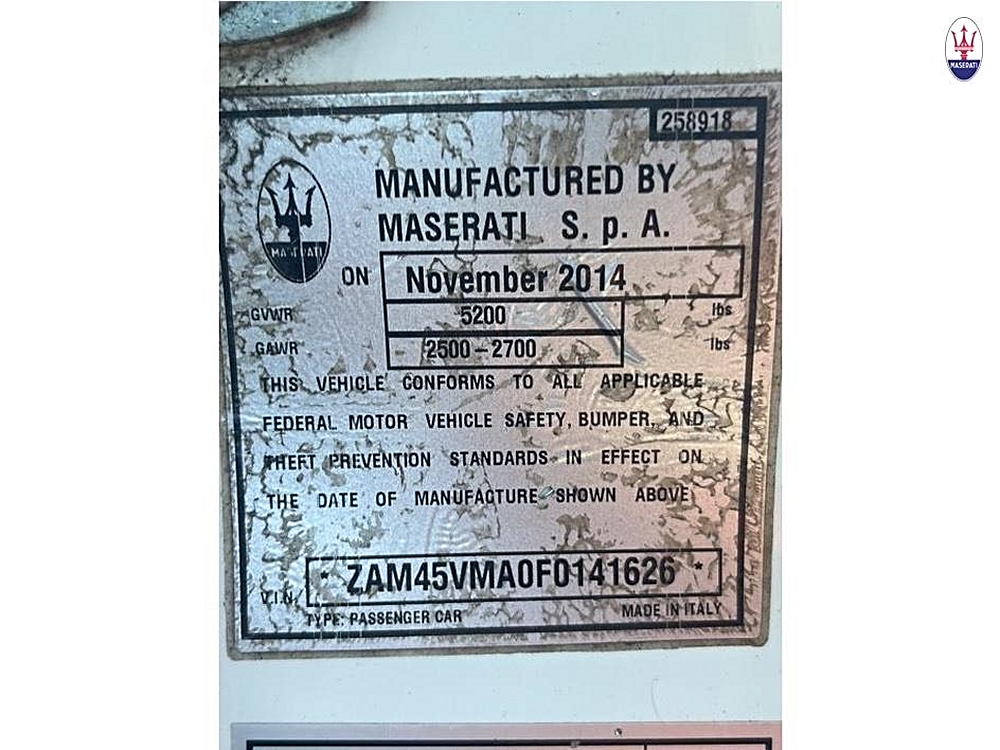 MASERATI
258918
MASERATI
MANUFACTURED BY
MASERATI S. p. A.
ON November 2014
GVWR 5200 lbs
GAWR 2500-2700 lbs
THIS VEHICLE CONFORMS TO ALL APPLICABLE
FEDERAL MOTOR VEHICLE SAFETY, BUMPER, AND
THEFT PREVENTION STANDARDS IN EFFECT ON
THE DATE OF MANUFACTURE SHOWN ABOVE
V.I.N. * ZAM45VMA0F0141626 *
TYPE: PASSENGER CAR MADE IN ITALY